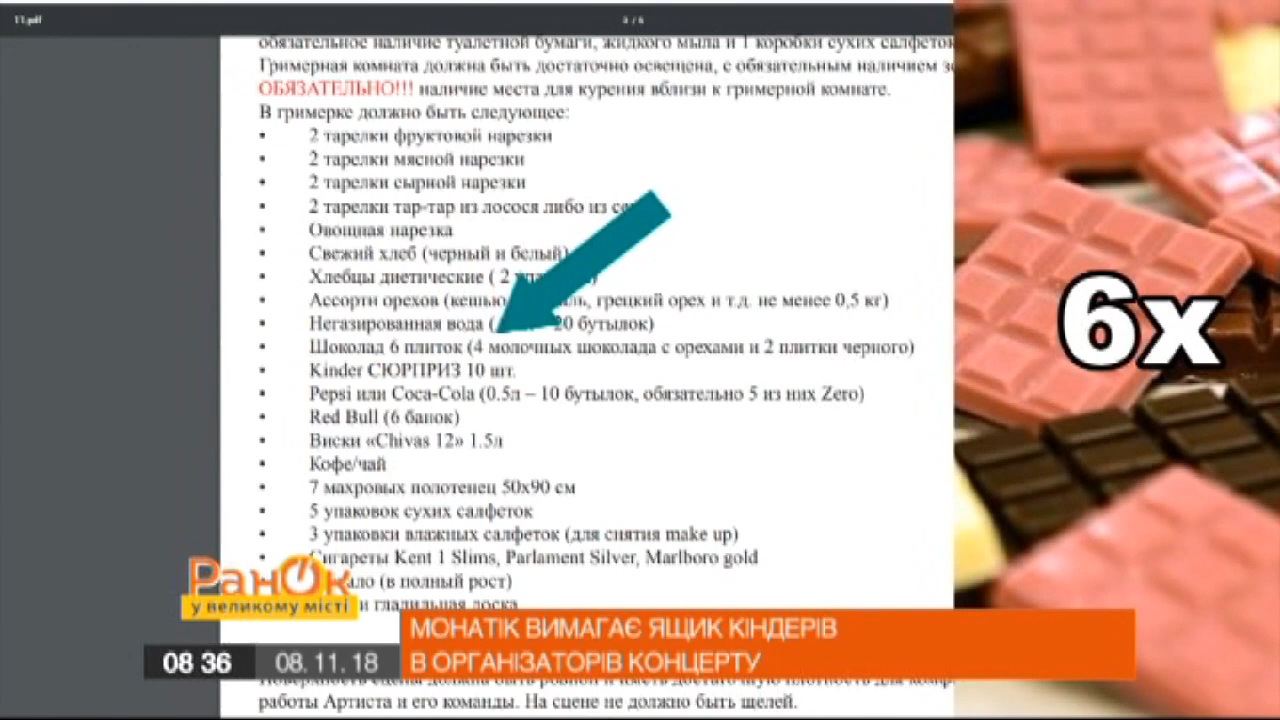 11.pdf
3 / 6
обязательное наличие туалетной бумаги, жидкого мыла и 1 коробки сухих салфеток
Гримерная комната должна быть достаточно освещена, с обязательным наличием
ОБЯЗАТЕЛЬНО!!! наличие места для курения вблизи к гримерной комнате.
В гримерке должно быть следующее:
• 2 тарелки фруктовой нарезки
• 2 тарелки мясной нарезки
• 2 тарелки сырной нарезки
• 2 тарелки тар-тар из лосося либо из
• Овощная нарезка
• Свежий хлеб (черный и белый)
• Хлебцы диетические ( 2
• Ассорти орехов (кешью, грецкий орех и т.д. не менее 0,5 кг)
• Негазированная вода ( 20 бутылок)
• Шоколад 6 плиток (4 молочных шоколада с орехами и 2 плитки черного)
• Kinder СЮРПРИЗ 10 шт.
• Pepsi или Coca-Cola (0.5л – 10 бутылок, обязательно 5 из них Zero)
• Red Bull (6 банок)
• Виски «Chivas 12» 1.5л
• Кофе/чай
• 7 махровых полотенец 50х90 см
• 5 упаковок сухих салфеток
• 3 упаковки влажных салфеток (для снятия make up)
• Сигареты Kent 1 Slims, Parlament Silver, Marlboro gold
(в полный рост)
и гладильная доска
6x
Ранок
у великому місті
МОНАТІК ВИМАГАЄ ЯЩИК КІНДЕРІВ
В ОРГАНІЗАТОРІВ КОНЦЕРТУ
08 36
08. 11. 18
работы Артиста и его команды. На сцене не должно быть щелей.